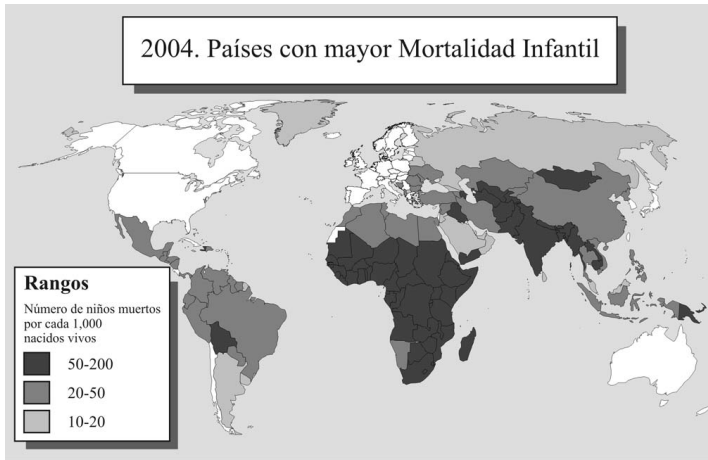 2004. Países con mayor Mortalidad Infantil
Rangos
Número de niños muertos
por cada 1,000
nacidos vivos
50-200
20-50
10-20